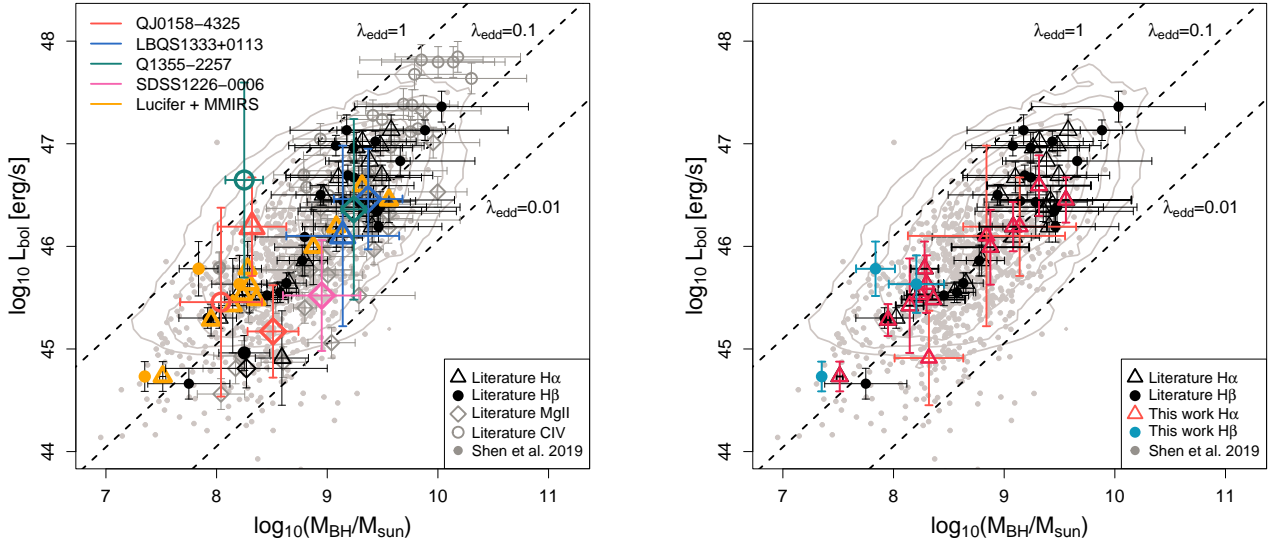 QJ0158−4325
LBQS1333+0113
Q1355−2257
SDSS1226−0006
Lucifer + MMIRS
λedd=1
λedd=0.1
λedd=0.01
Literature Hα
Literature Hβ
Literature MgII
Literature CIV
Shen et al. 2019
44
45
46
47
48
log10 Lbol [erg/s]
7
8
9
10
11
log10(MBH/Msun)
λedd=1
λedd=0.1
λedd=0.01
Literature Hα
Literature Hβ
This work Hα
This work Hβ
Shen et al. 2019
44
45
46
47
48
log10 Lbol [erg/s]
7
8
9
10
11
log10(MBH/Msun)